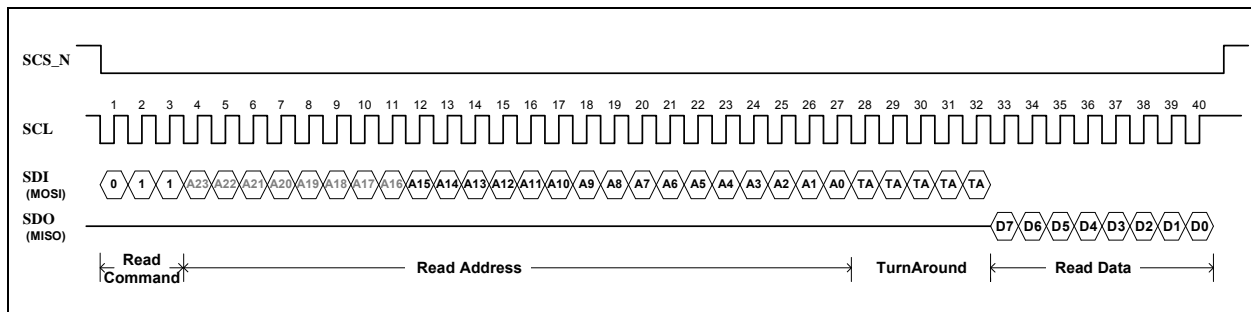 SCS_N
1 2 3 4 5 6 7 8 9 10 11 12 13 14 15 16 17 18 19 20 21 22 23 24 25 26 27 28 29 30 31 32 33 34 35 36 37 38 39 40
SCL
SDI
(MOSI)
0 1 1 A23 A22 A21 A20 A19 A18 A17 A16 A15 A14 A13 A12 A11 A10 A9 A8 A7 A6 A5 A4 A3 A2 A1 A0 TA TA TA TA TA
SDO
(MISO)
D7 D6 D5 D4 D3 D2 D1 D0
Read
Command
Read Address
TurnAround
Read Data